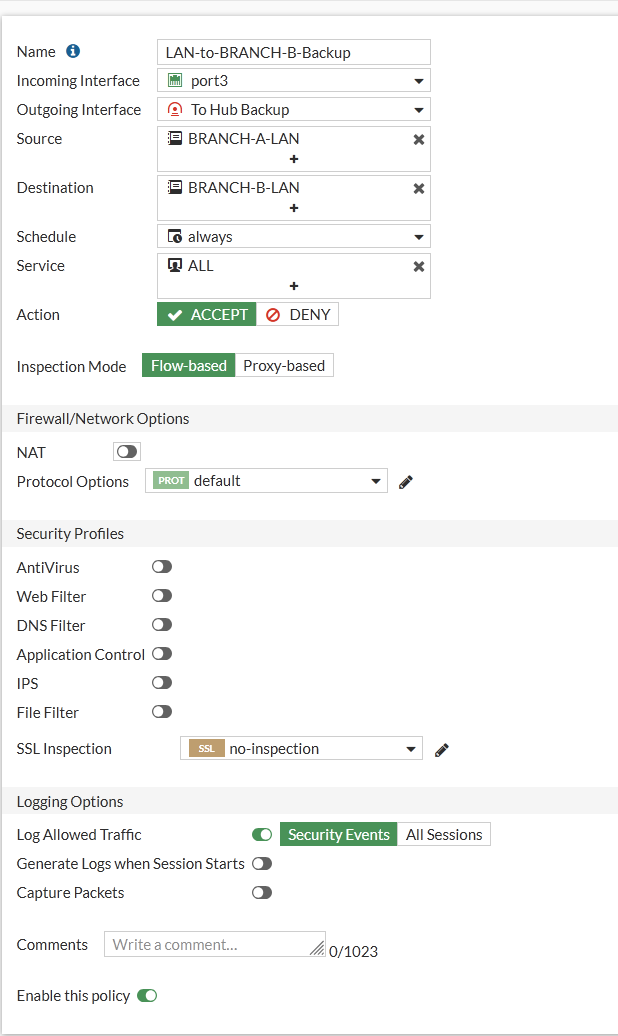 Name LAN-to-BRANCH-B-Backup
Incoming Interface port3
Outgoing Interface To Hub Backup
Source BRANCH-A-LAN
+
Destination BRANCH-B-LAN
+
Schedule always
Service ALL
+
Action ACCEPT DENY
Inspection Mode Flow-based Proxy-based
Firewall/Network Options
NAT
Protocol Options PROT default
Security Profiles
AntiVirus
Web Filter
DNS Filter
Application Control
IPS
File Filter
SSL Inspection SSL no-inspection
Logging Options
Log Allowed Traffic Security Events All Sessions
Generate Logs when Session Starts
Capture Packets
Comments Write a comment... 0/1023
Enable this policy